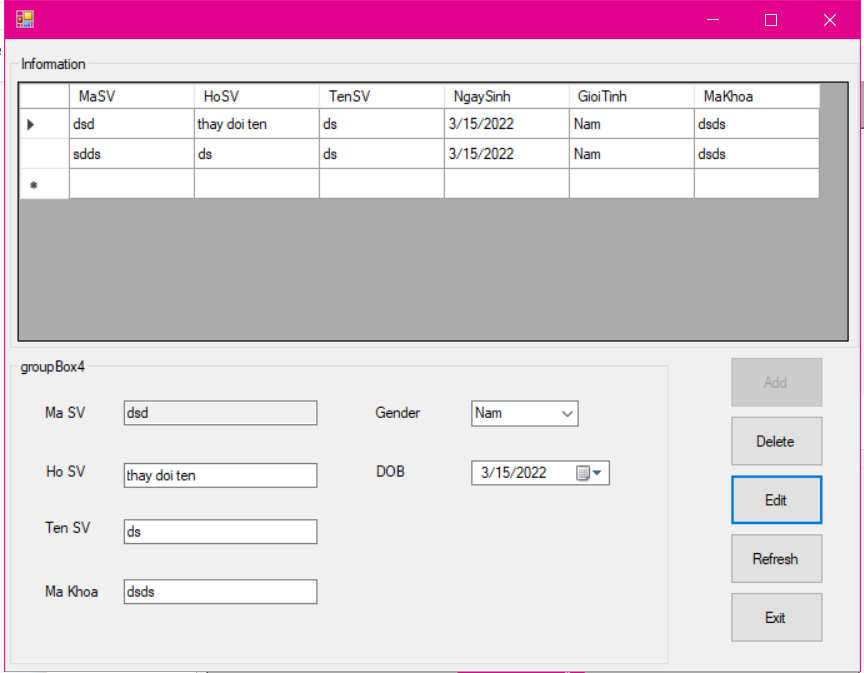 Information
MaSV HoSV TenSV NgaySinh GioiTinh MaKhoa
dsd thay doi ten ds 3/15/2022 Nam dsds
sdds ds ds 3/15/2022 Nam dsds
groupBox4
Ma SV dsd Gender Nam
Ho SV thay doi ten DOB 3/15/2022
Ten SV ds
Ma Khoa dsds
Add
Delete
Edit
Refresh
Exit